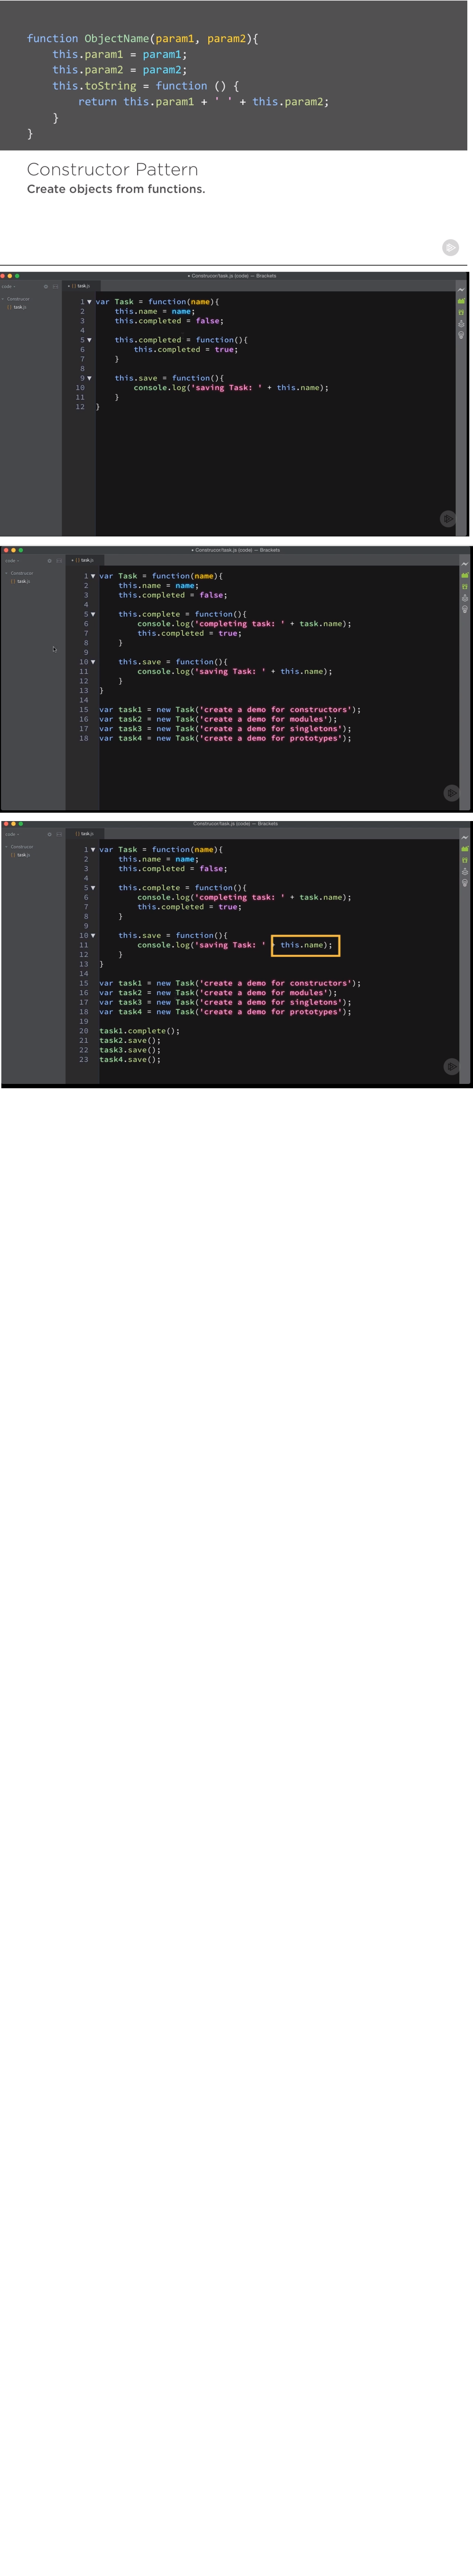 function ObjectName(param1, param2){
this.param1 = param1;
this.param2 = param2;
this.toString = function () {
return this.param1 + ' ' + this.param2;
}
}
Constructor Pattern
Create objects from functions.
• Construcor/task.js (code) — Brackets
code
Construcor
task.js
• task.js
1 var Task = function(name){
2 this.name = name;
3 this.completed = false;
4
5 this.completed = function(){
6 this.completed = true;
7 }
8
9 this.save = function(){
10 console.log('saving Task: ' + this.name);
11 }
12 }
• Construcor/task.js (code) — Brackets
code
Construcor
task.js
• task.js
1 var Task = function(name){
2 this.name = name;
3 this.completed = false;
4
5 this.complete = function(){
6 console.log('completing task: ' + task.name);
7 this.completed = true;
8 }
9
10 this.save = function(){
11 console.log('saving Task: ' + this.name);
12 }
13 }
14
15 var task1 = new Task('create a demo for constructors');
16 var task2 = new Task('create a demo for modules');
17 var task3 = new Task('create a demo for singletons');
18 var task4 = new Task('create a demo for prototypes');
Construcor/task.js (code) — Brackets
code
Construcor
task.js
task.js
1 var Task = function(name){
2 this.name = name;
3 this.completed = false;
4
5 this.complete = function(){
6 console.log('completing task: ' + task.name);
7 this.completed = true;
8 }
9
10 this.save = function(){
11 console.log('saving Task: ' + this.name);
12 }
13 }
14
15 var task1 = new Task('create a demo for constructors');
16 var task2 = new Task('create a demo for modules');
17 var task3 = new Task('create a demo for singletons');
18 var task4 = new Task('create a demo for prototypes');
19
20 task1.complete();
21 task2.save();
22 task3.save();
23 task4.save();